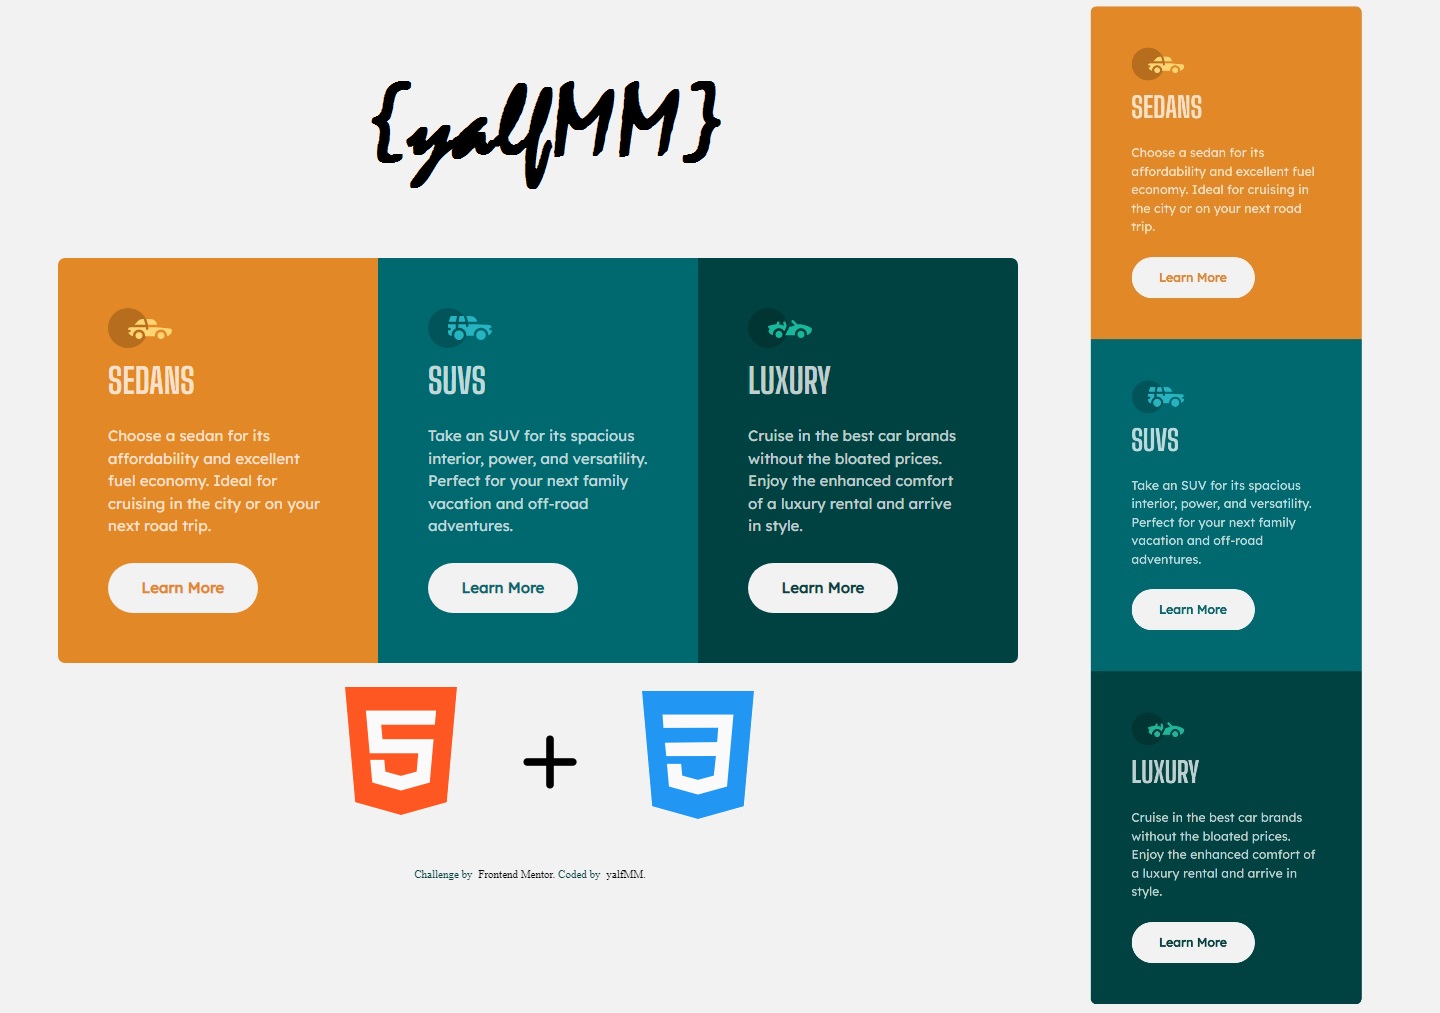 {yalfMM}
SEDANS
Choose a sedan for its
affordability and excellent
fuel economy. Ideal for
cruising in the city or on your
next road trip.
Learn More
SUVS
Take an SUV for its spacious
interior, power, and versatility.
Perfect for your next family
vacation and off-road
adventures.
Learn More
LUXURY
Cruise in the best car brands
without the bloated prices.
Enjoy the enhanced comfort
of a luxury rental and arrive
in style.
Learn More
Challenge by Frontend Mentor. Coded by yalfMM.
SEDANS
Choose a sedan for its
affordability and excellent fuel
economy. Ideal for cruising in
the city or on your next road
trip.
Learn More
SUVS
Take an SUV for its spacious
interior, power, and versatility.
Perfect for your next family
vacation and off-road
adventures.
Learn More
LUXURY
Cruise in the best car brands
without the bloated prices.
Enjoy the enhanced comfort of
a luxury rental and arrive in
style.
Learn More